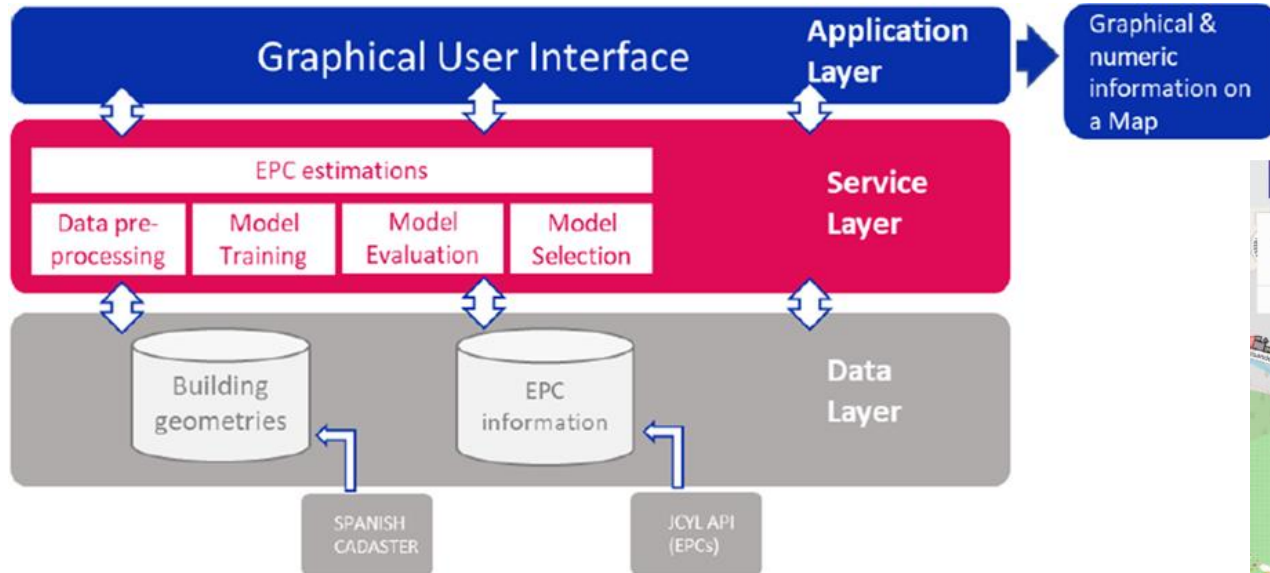 Graphical User Interface
Application
Layer
Graphical &
numeric
information on
a Map
EPC estimations
Data pre-
processing
Model
Training
Model
Evaluation
Model
Selection
Service
Layer
Building
geometries
EPC
information
Data
Layer
SPANISH
CADASTER
JCYL API
(EPCs)